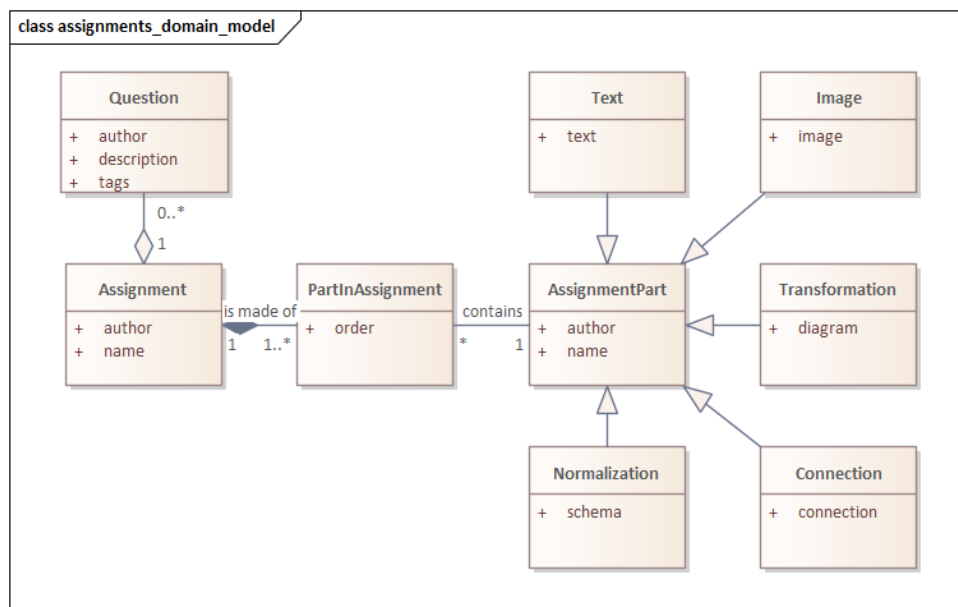 class assignments_domain_model
Question
+ author
+ description
+ tags
Text
+ text
Image
+ image
0..*
1
Assignment
+ author
+ name
is made of
1
1..*
PartInAssignment
+ order
contains
*
1
AssignmentPart
+ author
+ name
Transformation
+ diagram
Normalization
+ schema
Connection
+ connection